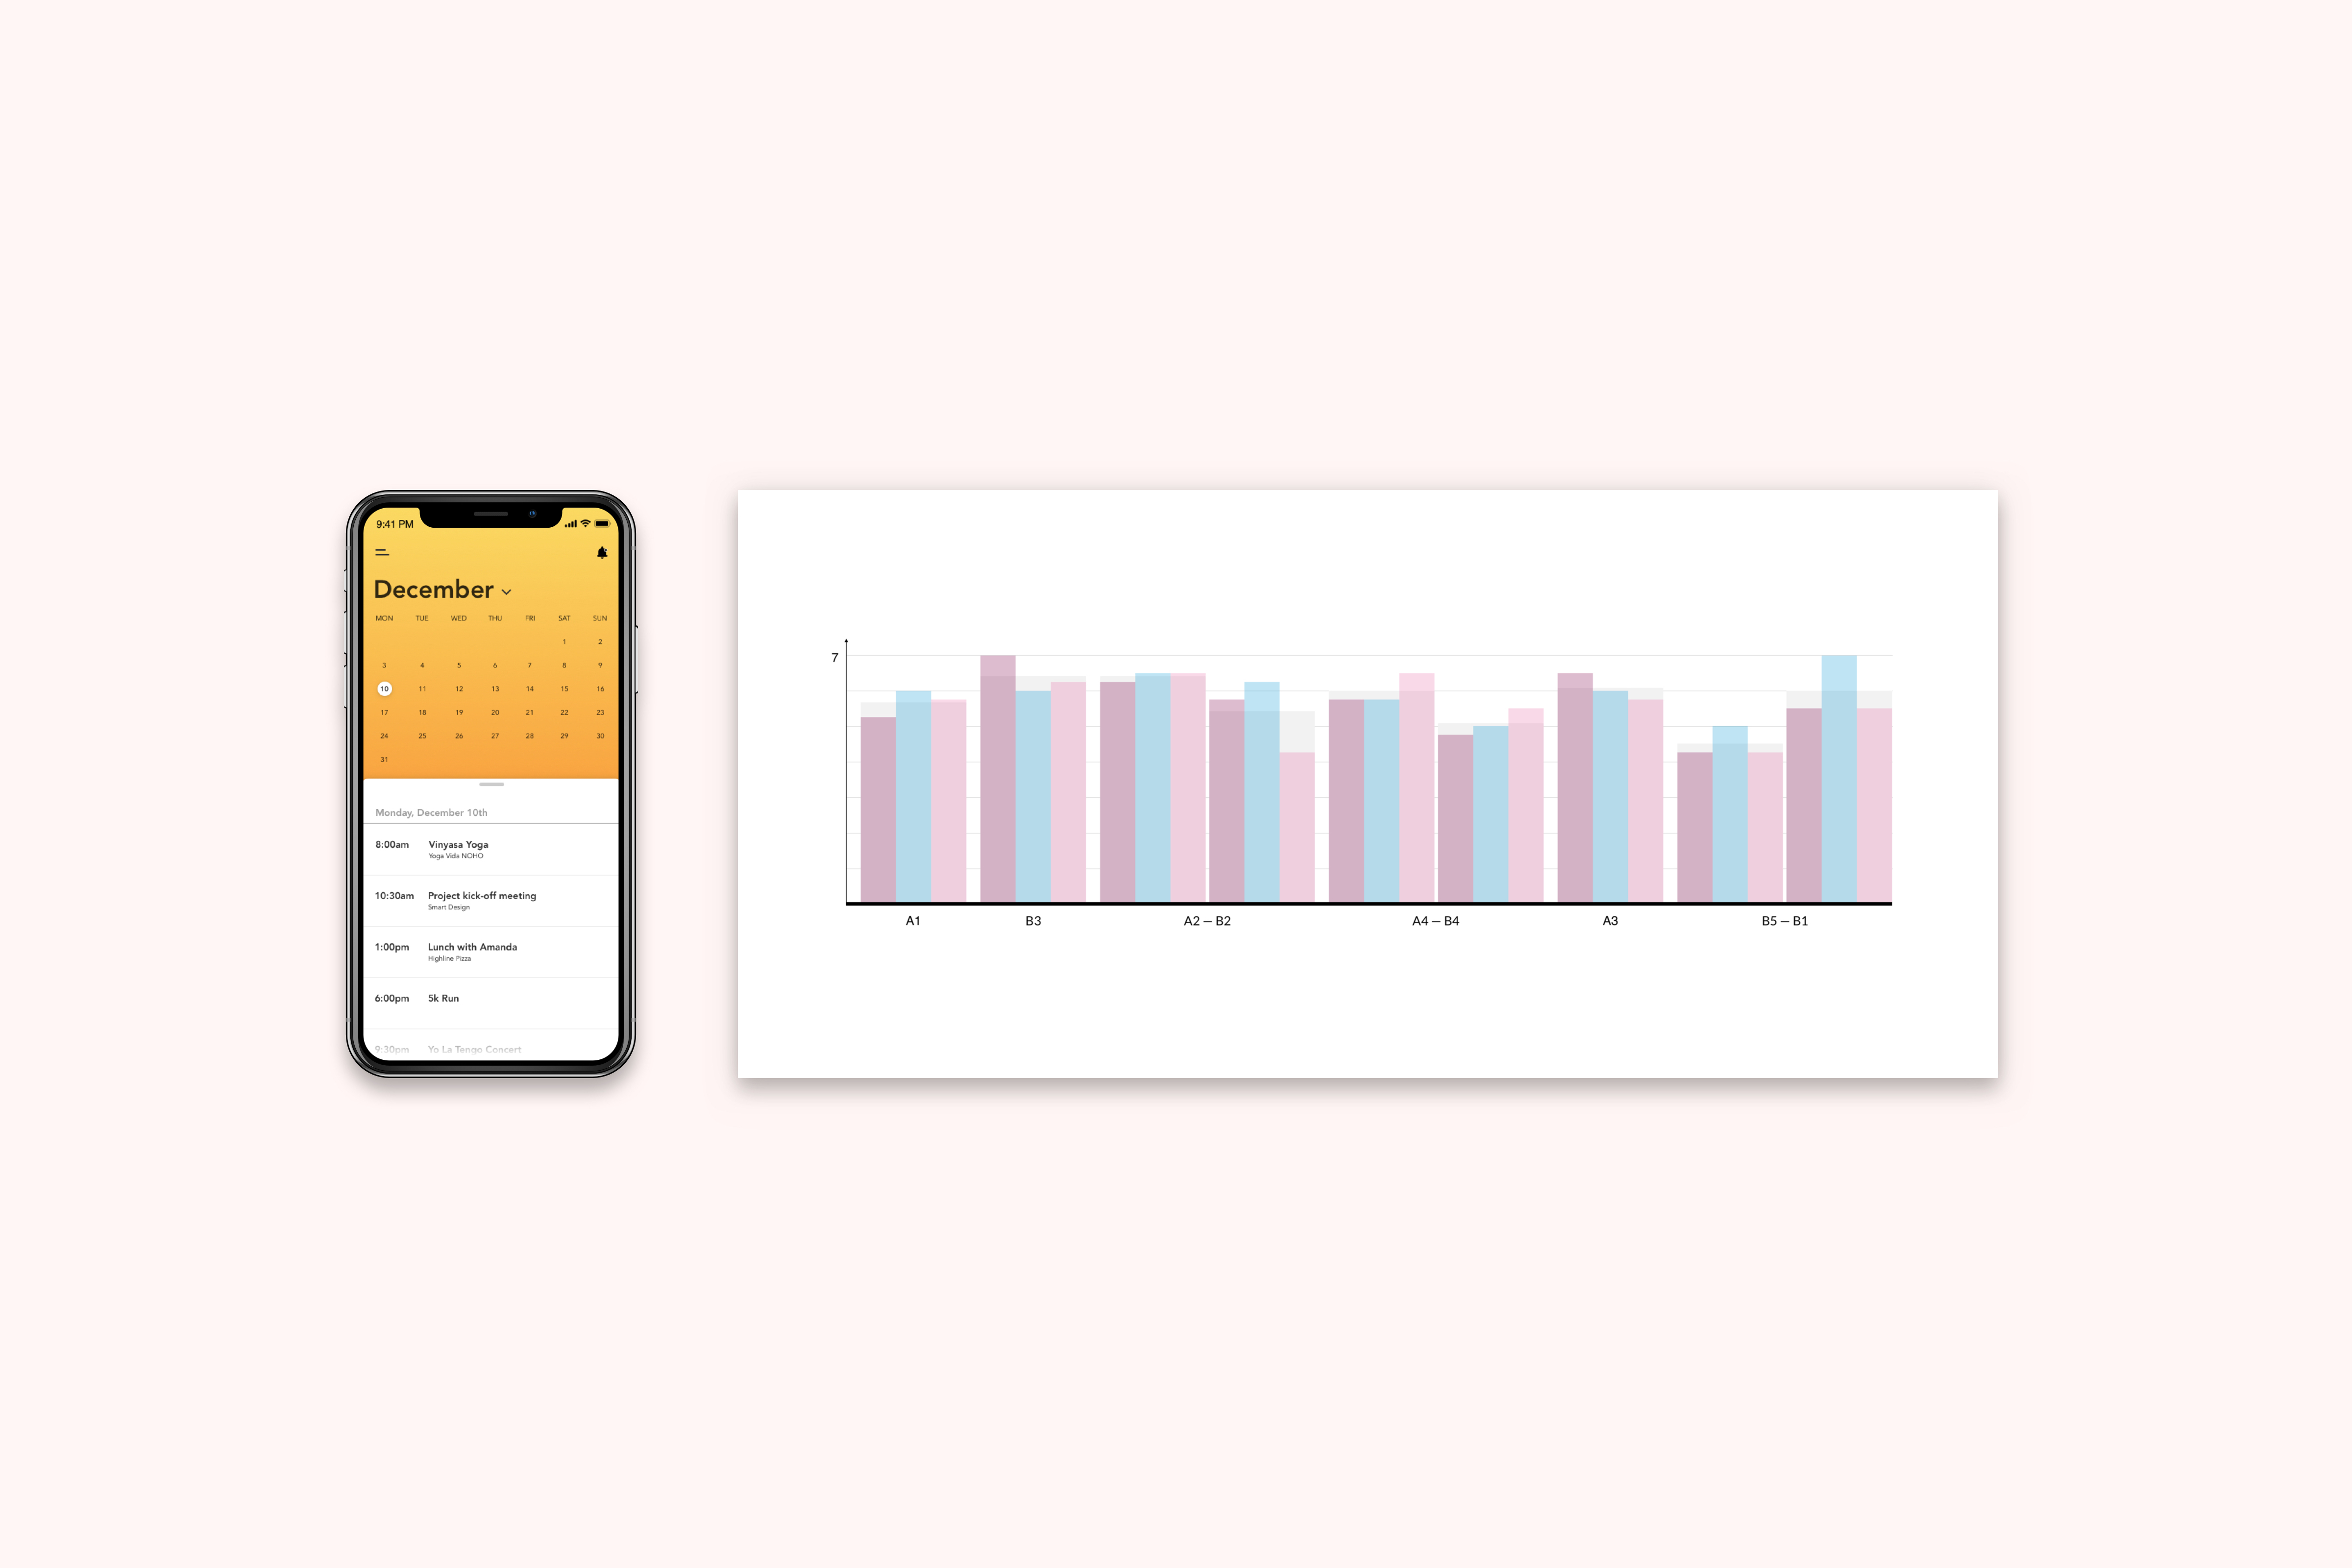 9:41 PM
December
MON TUE WED THU FRI SAT SUN
1 2
3 4 5 6 7 8 9
10 11 12 13 14 15 16
17 18 19 20 21 22 23
24 25 26 27 28 29 30
31
Monday, December 10th
8:00am Vinyasa Yoga
Yoga Vida NOHO
10:30am Project kick-off meeting
Smart Design
1:00pm Lunch with Amanda
Highline Pizza
6:00pm 5k Run
9:30pm Yo La Tengo Concert
7
A1 B3 A2 – B2 A4 – B4 A3 B5 – B1